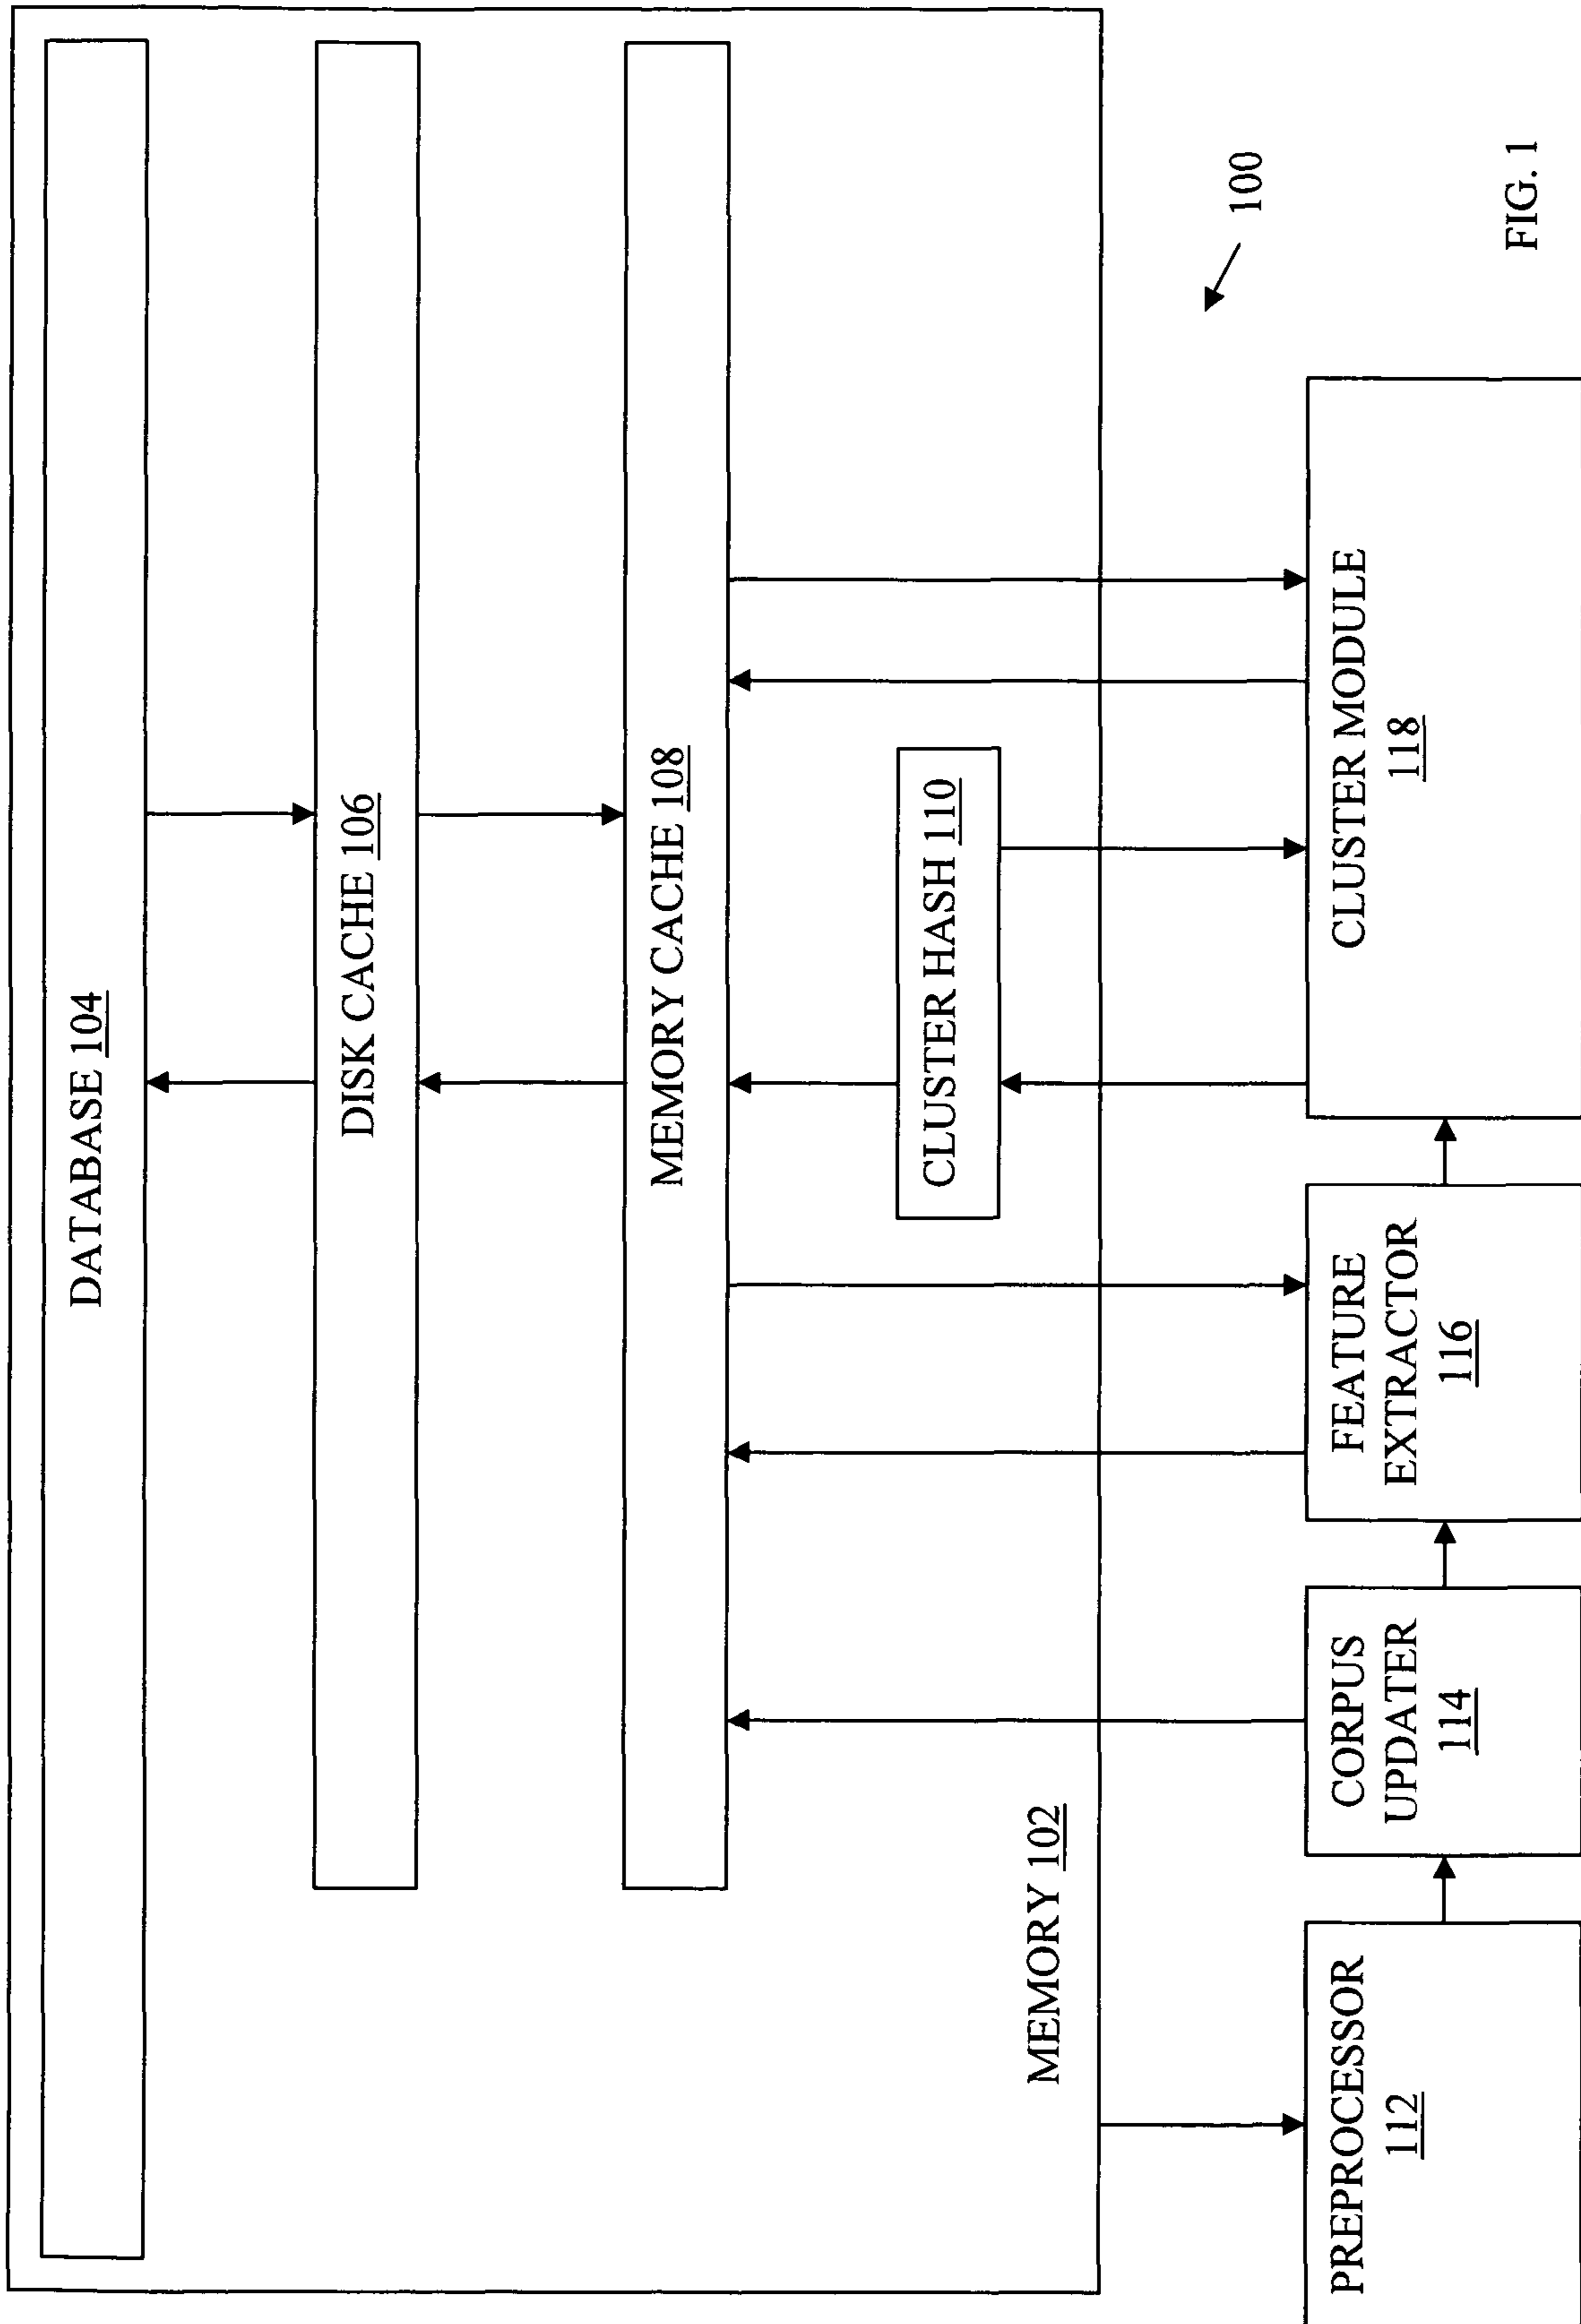 DATABASE 104
DISK CACHE 106
MEMORY CACHE 108
CLUSTER HASH 110
MEMORY 102
100
PREPROCESSOR
112
CORPUS
UPDATER
114
FEATURE
EXTRACTOR
116
CLUSTER MODULE
118
FIG. 1